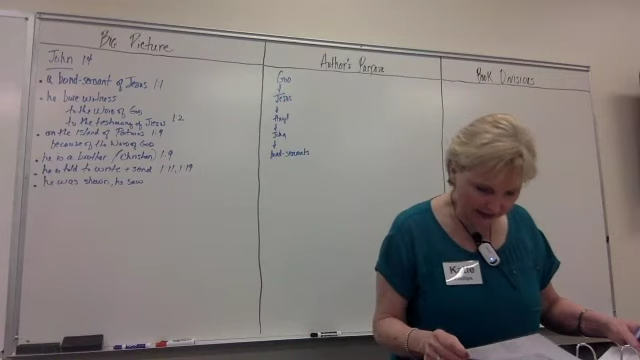 Big Picture
John 1:4
• a bond-servant of Jesus 1:1
• he bore witness
to the Word of God
to the testimony of Jesus 1:2
• on the island of Patmos 1:9
because of the Word of God
• he is a brother (Christian) 1:9
• he is told to write + send 1:11, 1:19
• he was shown, he saw
Author's Purpose
God
Jesus
Angel
John
bond-servants
Book Divisions